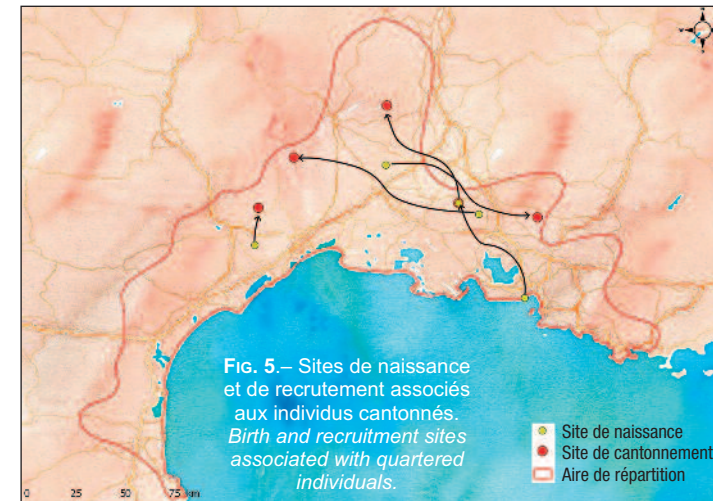 FIG. 5.– Sites de naissance
et de recrutement associés
aux individus cantonnés.
Birth and recruitment sites
associated with quartered
individuals.
Site de naissance
Site de cantonnement
Aire de répartition
0 25 50 75 km